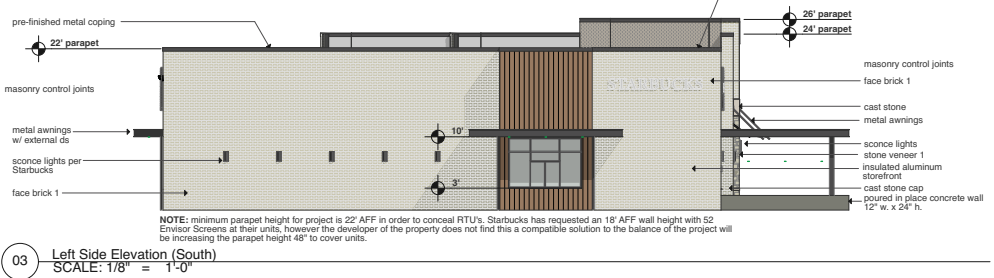 pre-finished metal coping
26' parapet
24' parapet
22' parapet
masonry control joints
masonry control joints
STARBUCKS
face brick 1
cast stone
metal awnings
metal awnings
w/ external ds
10'
sconce lights
stone veneer 1
sconce lights per
Starbucks
insulated aluminum
storefront
3'
face brick 1
cast stone cap
poured in place concrete wall
12" w. x 24" h.
NOTE: minimum parapet height for project is 22' AFF in order to conceal RTU's. Starbucks has requested an 18' AFF wall height with 52
Envisor Screens at their units, however the developer of the property does not find this a compatible solution to the balance of the project will
be increasing the parapet height 48" to cover units.
03
Left Side Elevation (South)
SCALE: 1/8" = 1'-0"